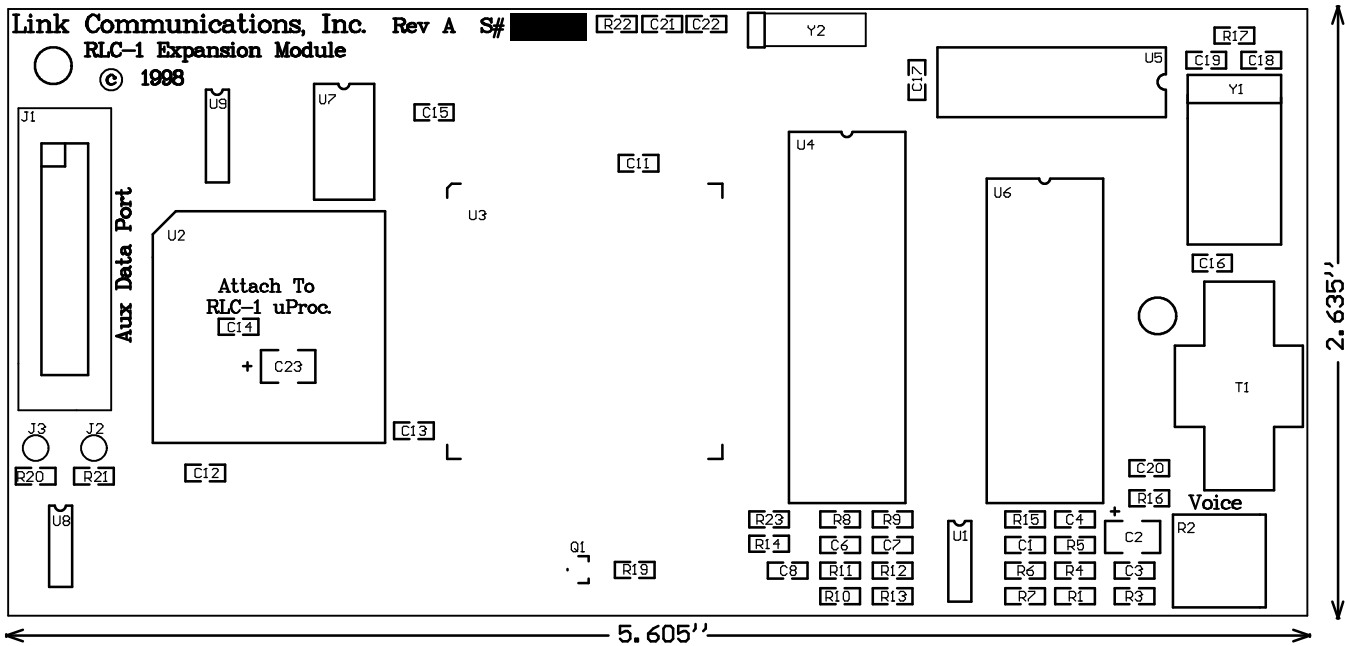 Link Communications, Inc. Rev A S#
RLC-1 Expansion Module
© 1998
R22 C21 C22
Y2
R17
U5
C19 C18
C17
Y1
J1
U9
U7
C15
U4
C11
U6
U3
Aux Data Port
U2
Attach To
RLC-1 uProc.
C14
+ C23
C16
2.635''
T1
J3 J2
C13
R20 R21
C12
C20
R16
Voice
U8
R23 R8 R9
U1
R15 C4
+
C2
R2
R14 C6 C7
C1 R5
Q1
R19
C8 R11 R12
R6 R4 C3
R10 R13
R7 R1 R3
5.605''